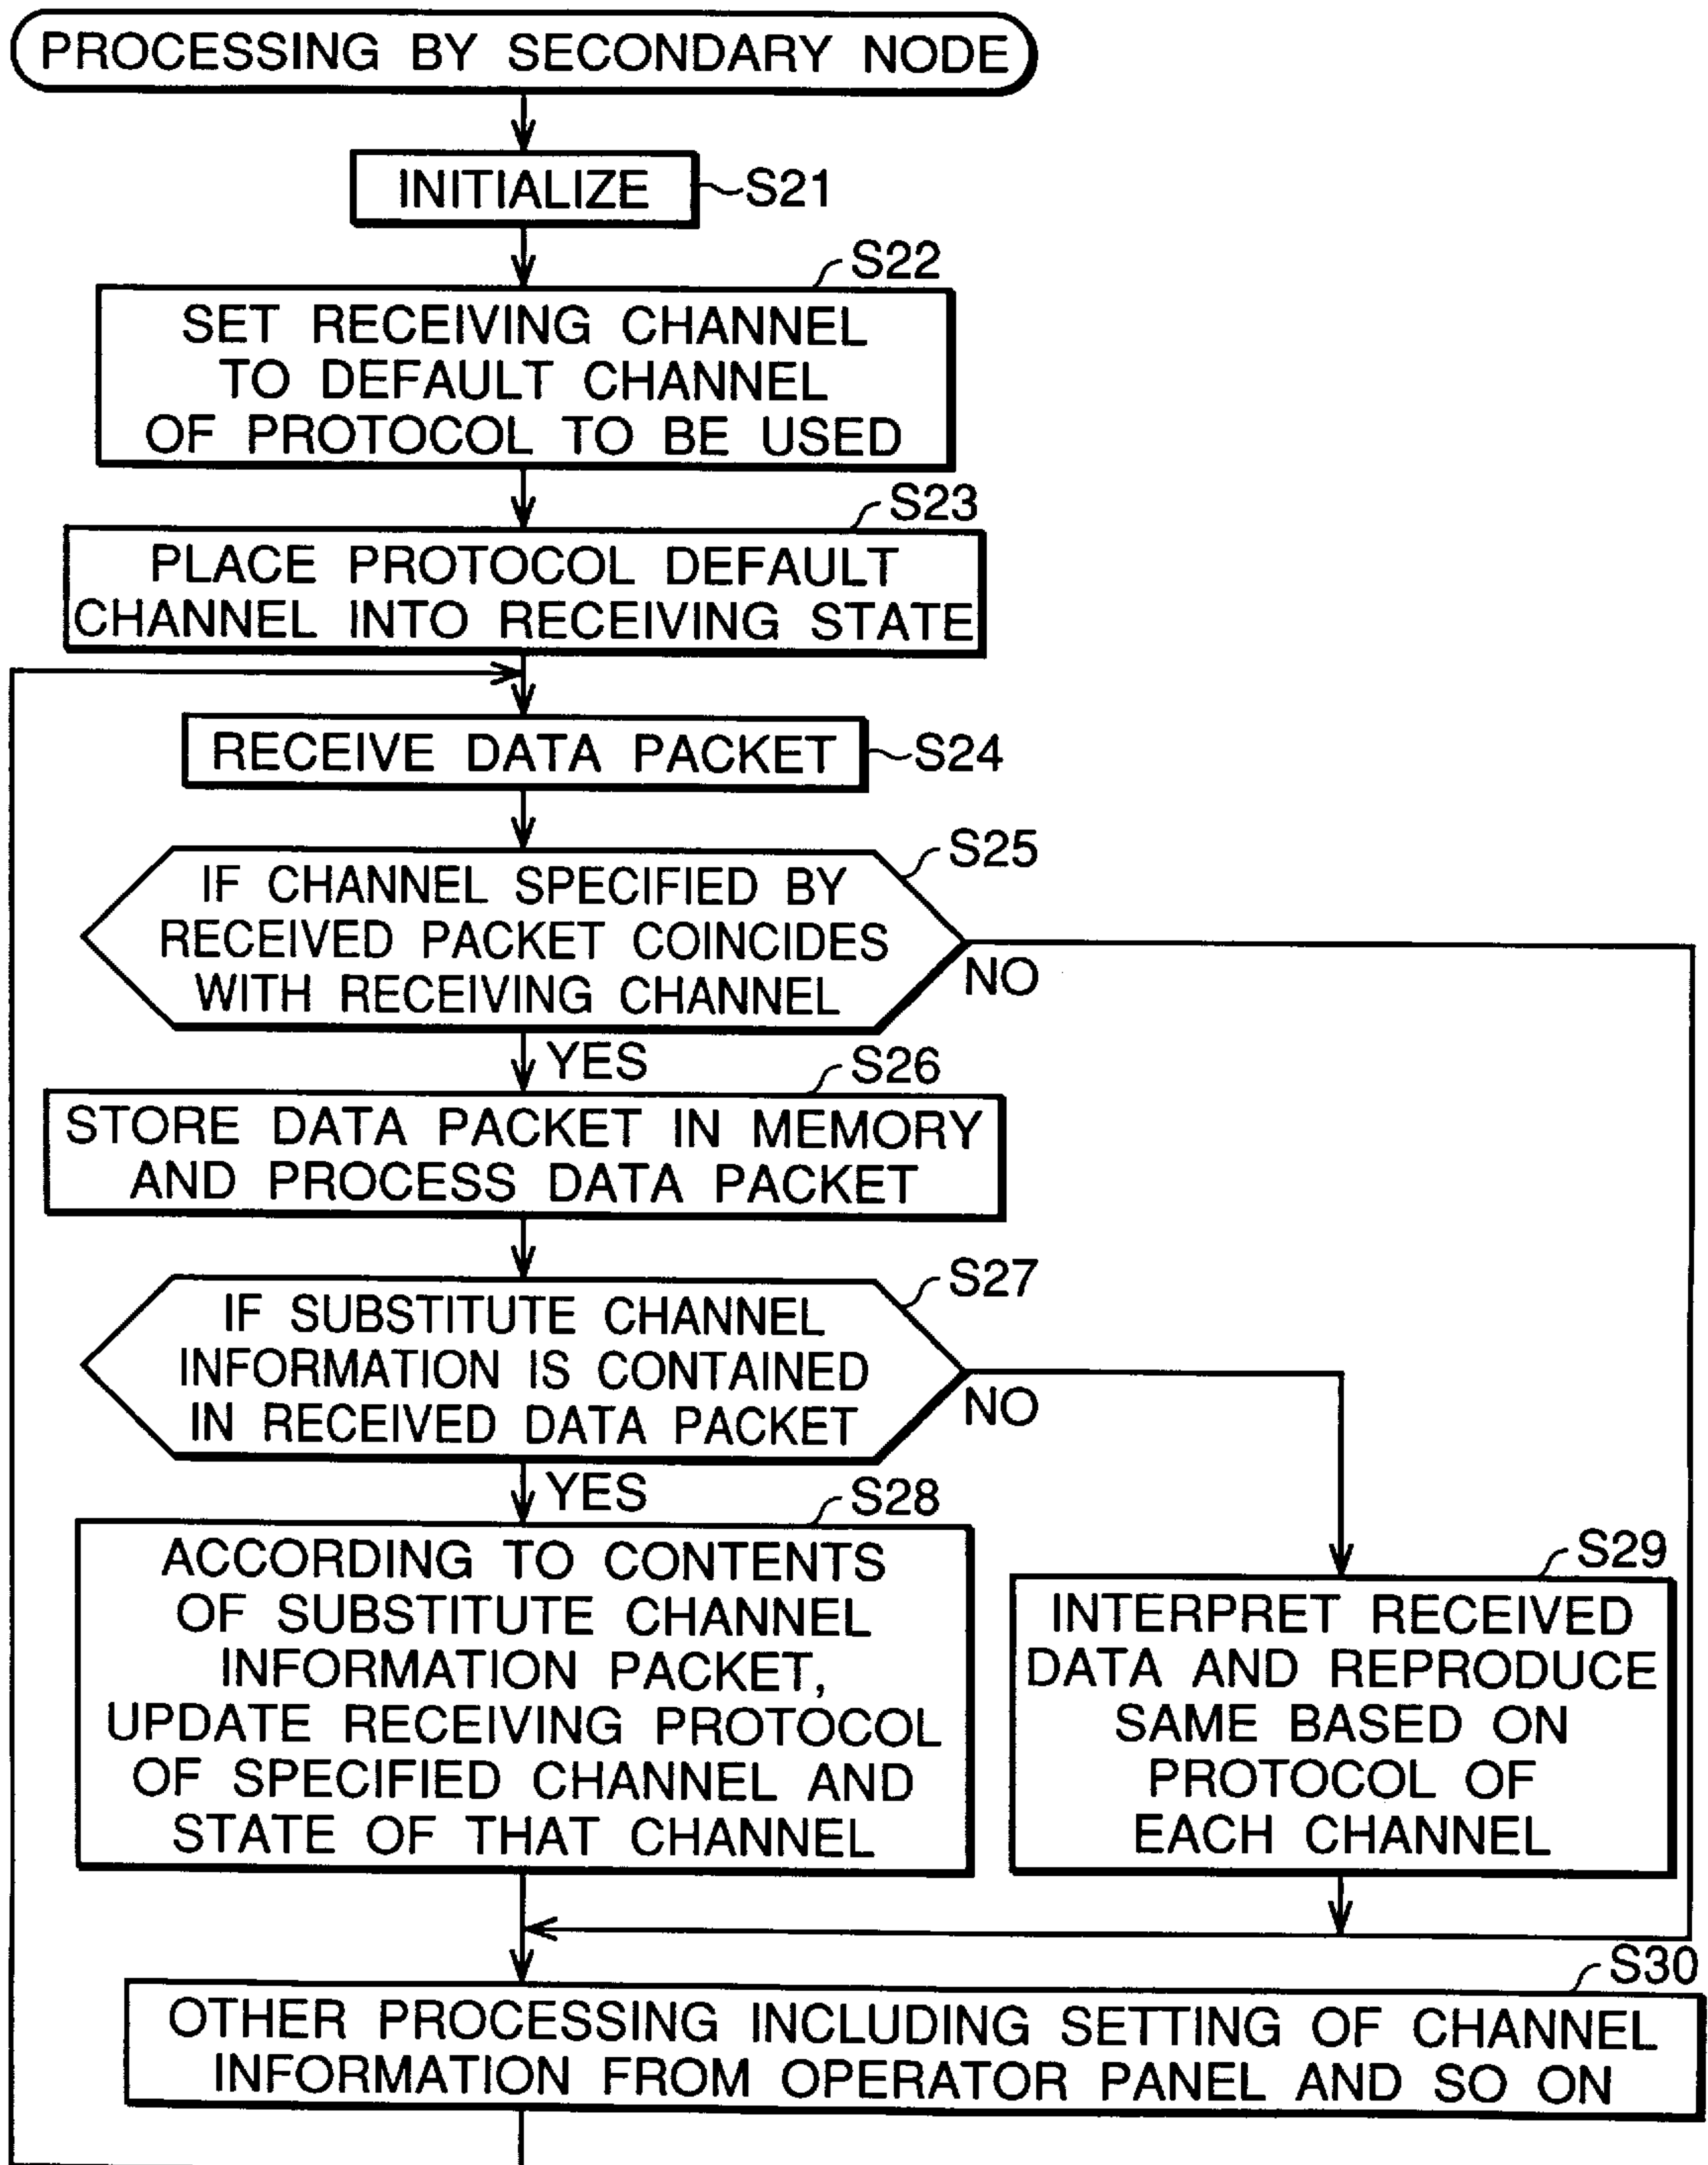 PROCESSING BY SECONDARY NODE
INITIALIZE
S21
S22
SET RECEIVING CHANNEL
TO DEFAULT CHANNEL
OF PROTOCOL TO BE USED
S23
PLACE PROTOCOL DEFAULT
CHANNEL INTO RECEIVING STATE
RECEIVE DATA PACKET
S24
S25
IF CHANNEL SPECIFIED BY
RECEIVED PACKET COINCIDES
WITH RECEIVING CHANNEL
NO
YES
S26
STORE DATA PACKET IN MEMORY
AND PROCESS DATA PACKET
S27
IF SUBSTITUTE CHANNEL
INFORMATION IS CONTAINED
IN RECEIVED DATA PACKET
NO
YES
S28
ACCORDING TO CONTENTS
OF SUBSTITUTE CHANNEL
INFORMATION PACKET,
UPDATE RECEIVING PROTOCOL
OF SPECIFIED CHANNEL AND
STATE OF THAT CHANNEL
S29
INTERPRET RECEIVED
DATA AND REPRODUCE
SAME BASED ON
PROTOCOL OF
EACH CHANNEL
S30
OTHER PROCESSING INCLUDING SETTING OF CHANNEL
INFORMATION FROM OPERATOR PANEL AND SO ON